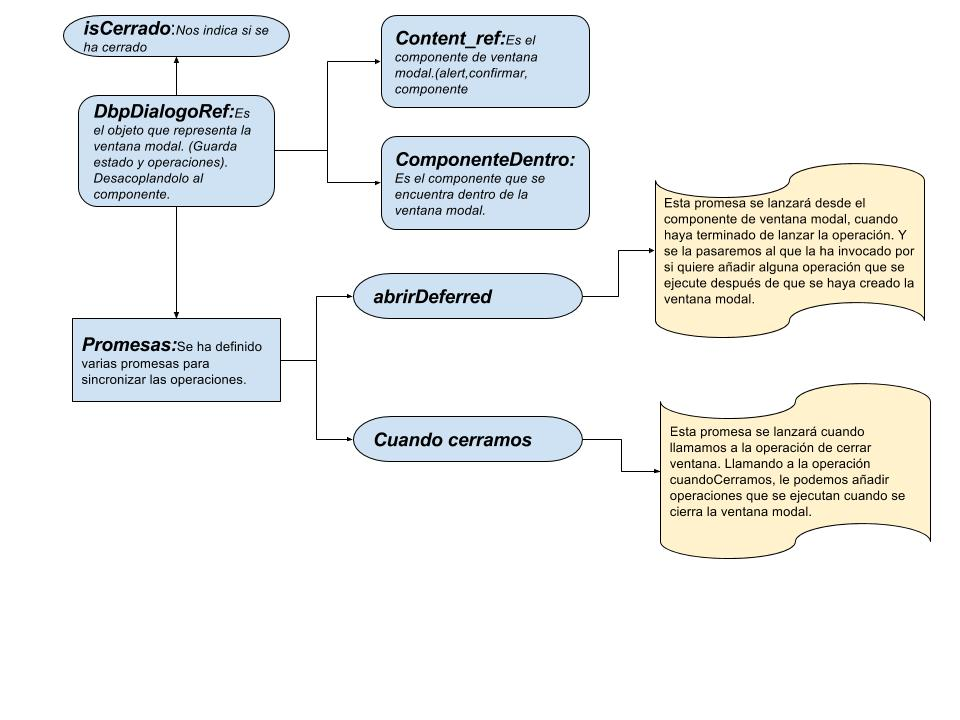 isCerrado:Nos indica si se
ha cerrado
Content_ref:Es el
componente de ventana
modal.(alert,confirmar,
componente
DbpDialogoRef:Es
el objeto que representa la
ventana modal. (Guarda
estado y operaciones).
Desacoplandolo al
componente.
ComponenteDentro:
Es el componente que se
encuentra dentro de la
ventana modal.
Esta promesa se lanzará desde el
componente de ventana modal, cuando
haya terminado de lanzar la operación. Y
se la pasaremos al que la ha invocado por
si quiere añadir alguna operación que se
ejecute después de que se haya creado la
ventana modal.
abrirDeferred
Promesas:Se ha definido
varias promesas para
sincronizar las operaciones.
Cuando cerramos
Esta promesa se lanzará cuando
llamamos a la operación de cerrar
ventana. Llamando a la operación
cuandoCerramos, le podemos añadir
operaciones que se ejecutan cuando se
cierra la ventana modal.